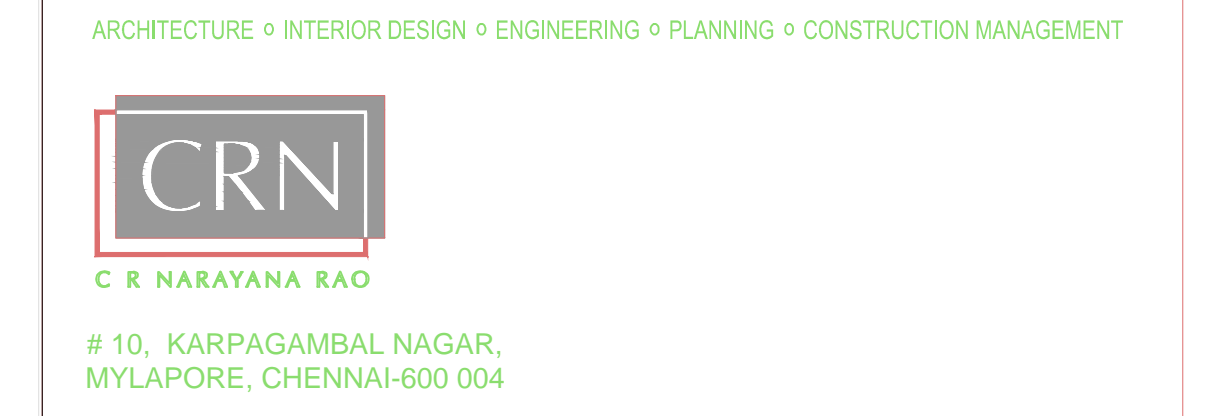 ARCHITECTURE ○ INTERIOR DESIGN ○ ENGINEERING ○ PLANNING ○ CONSTRUCTION MANAGEMENT
CRN
C R NARAYANA RAO
# 10, KARPAGAMBAL NAGAR,
MYLAPORE, CHENNAI-600 004